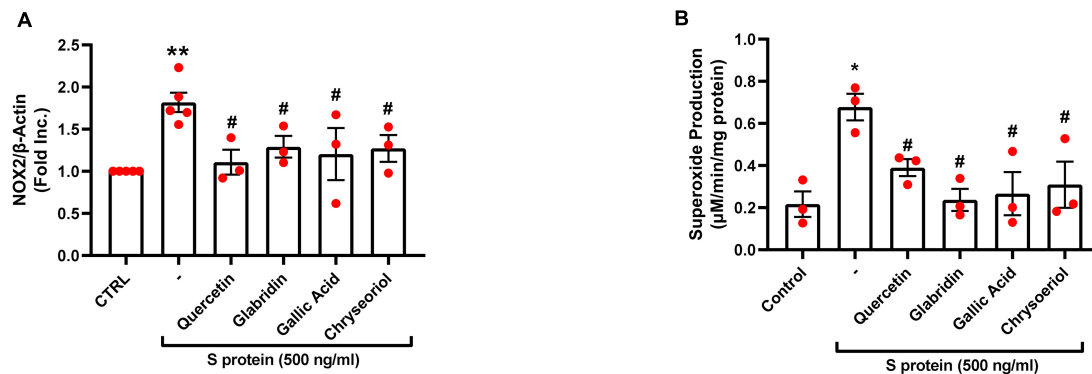 A
NOX2/β-Actin
(Fold Inc.)
2.5
2.0
1.5
1.0
0.5
0.0
**
#
#
#
#
CTRL
-
Quercetin
Glabridin
Gallic Acid
Chryseoriol
S protein (500 ng/ml)
B
Superoxide Production
(µM/min/mg protein)
1.0
0.8
0.6
0.4
0.2
0.0
*
#
#
#
#
Control
-
Quercetin
Glabridin
Gallic Acid
Chrysoeriol
S protein (500 ng/ml)